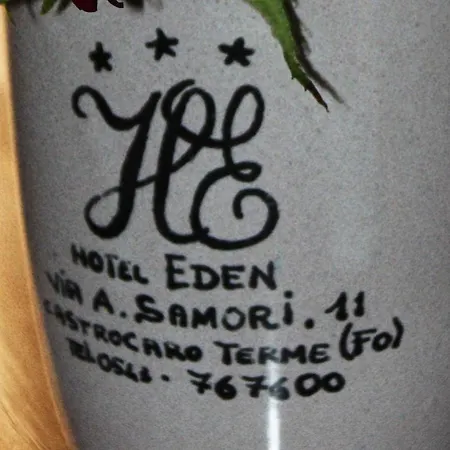 ★ ★ ★
HE
HOTEL EDEN
VIA A. SAMORI. 11
CASTROCARO TERME (FO)
TEL 0543. 767600